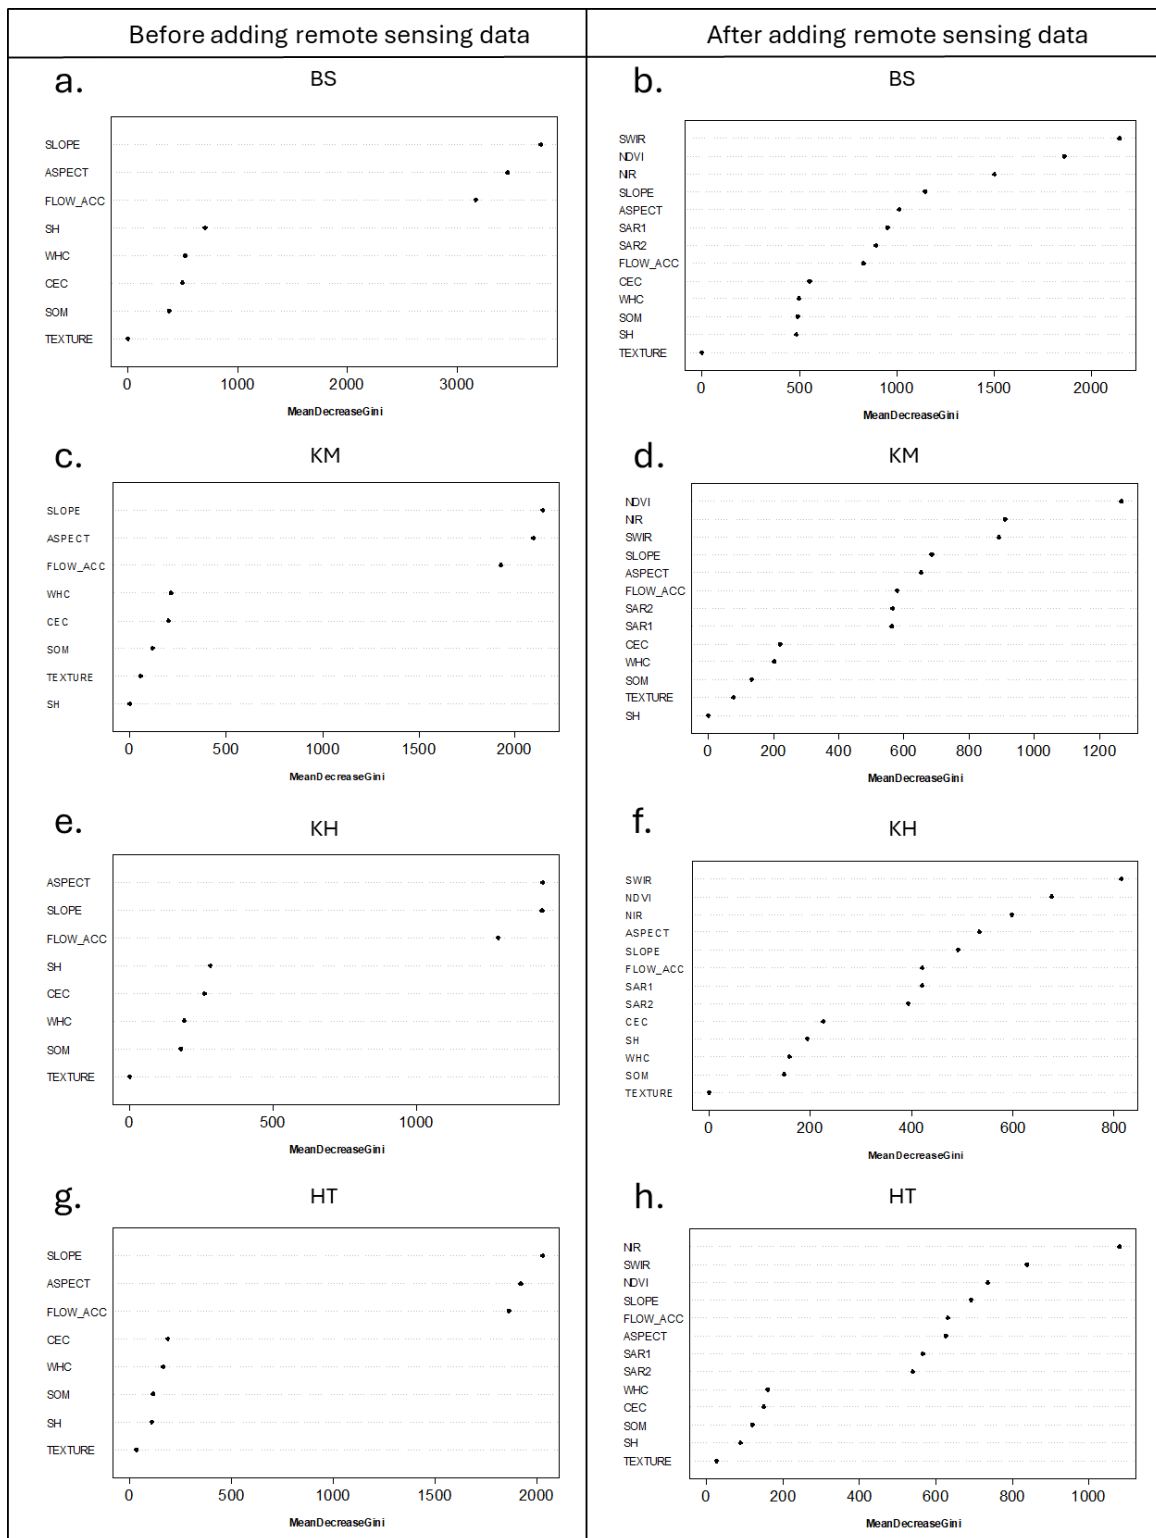 Before adding remote sensing data
After adding remote sensing data
a.
BS
SLOPE
ASPECT
FLOW_ACC
SH
WHC
CEC
SOM
TEXTURE
0 1000 2000 3000
MeanDecreaseGini
b.
BS
SWIR
NDVI
NIR
SLOPE
ASPECT
SAR1
SAR2
FLOW_ACC
CEC
WHC
SOM
SH
TEXTURE
0 500 1000 1500 2000
MeanDecreaseGini
c.
KM
SLOPE
ASPECT
FLOW_ACC
WHC
CEC
SOM
TEXTURE
SH
0 500 1000 1500 2000
MeanDecreaseGini
d.
KM
NDVI
NIR
SWIR
SLOPE
ASPECT
FLOW_ACC
SAR2
SAR1
CEC
WHC
SOM
TEXTURE
SH
0 200 400 600 800 1000 1200
MeanDecreaseGini
e.
KH
ASPECT
SLOPE
FLOW_ACC
SH
CEC
WHC
SOM
TEXTURE
0 500 1000
MeanDecreaseGini
f.
KH
SWIR
NDVI
NIR
ASPECT
SLOPE
FLOW_ACC
SAR1
SAR2
CEC
SH
WHC
SOM
TEXTURE
0 200 400 600 800
MeanDecreaseGini
g.
HT
SLOPE
ASPECT
FLOW_ACC
CEC
WHC
SOM
SH
TEXTURE
0 500 1000 1500 2000
MeanDecreaseGini
h.
HT
NIR
SWIR
NDVI
SLOPE
FLOW_ACC
ASPECT
SAR1
SAR2
WHC
CEC
SOM
SH
TEXTURE
0 200 400 600 800 1000
MeanDecreaseGini